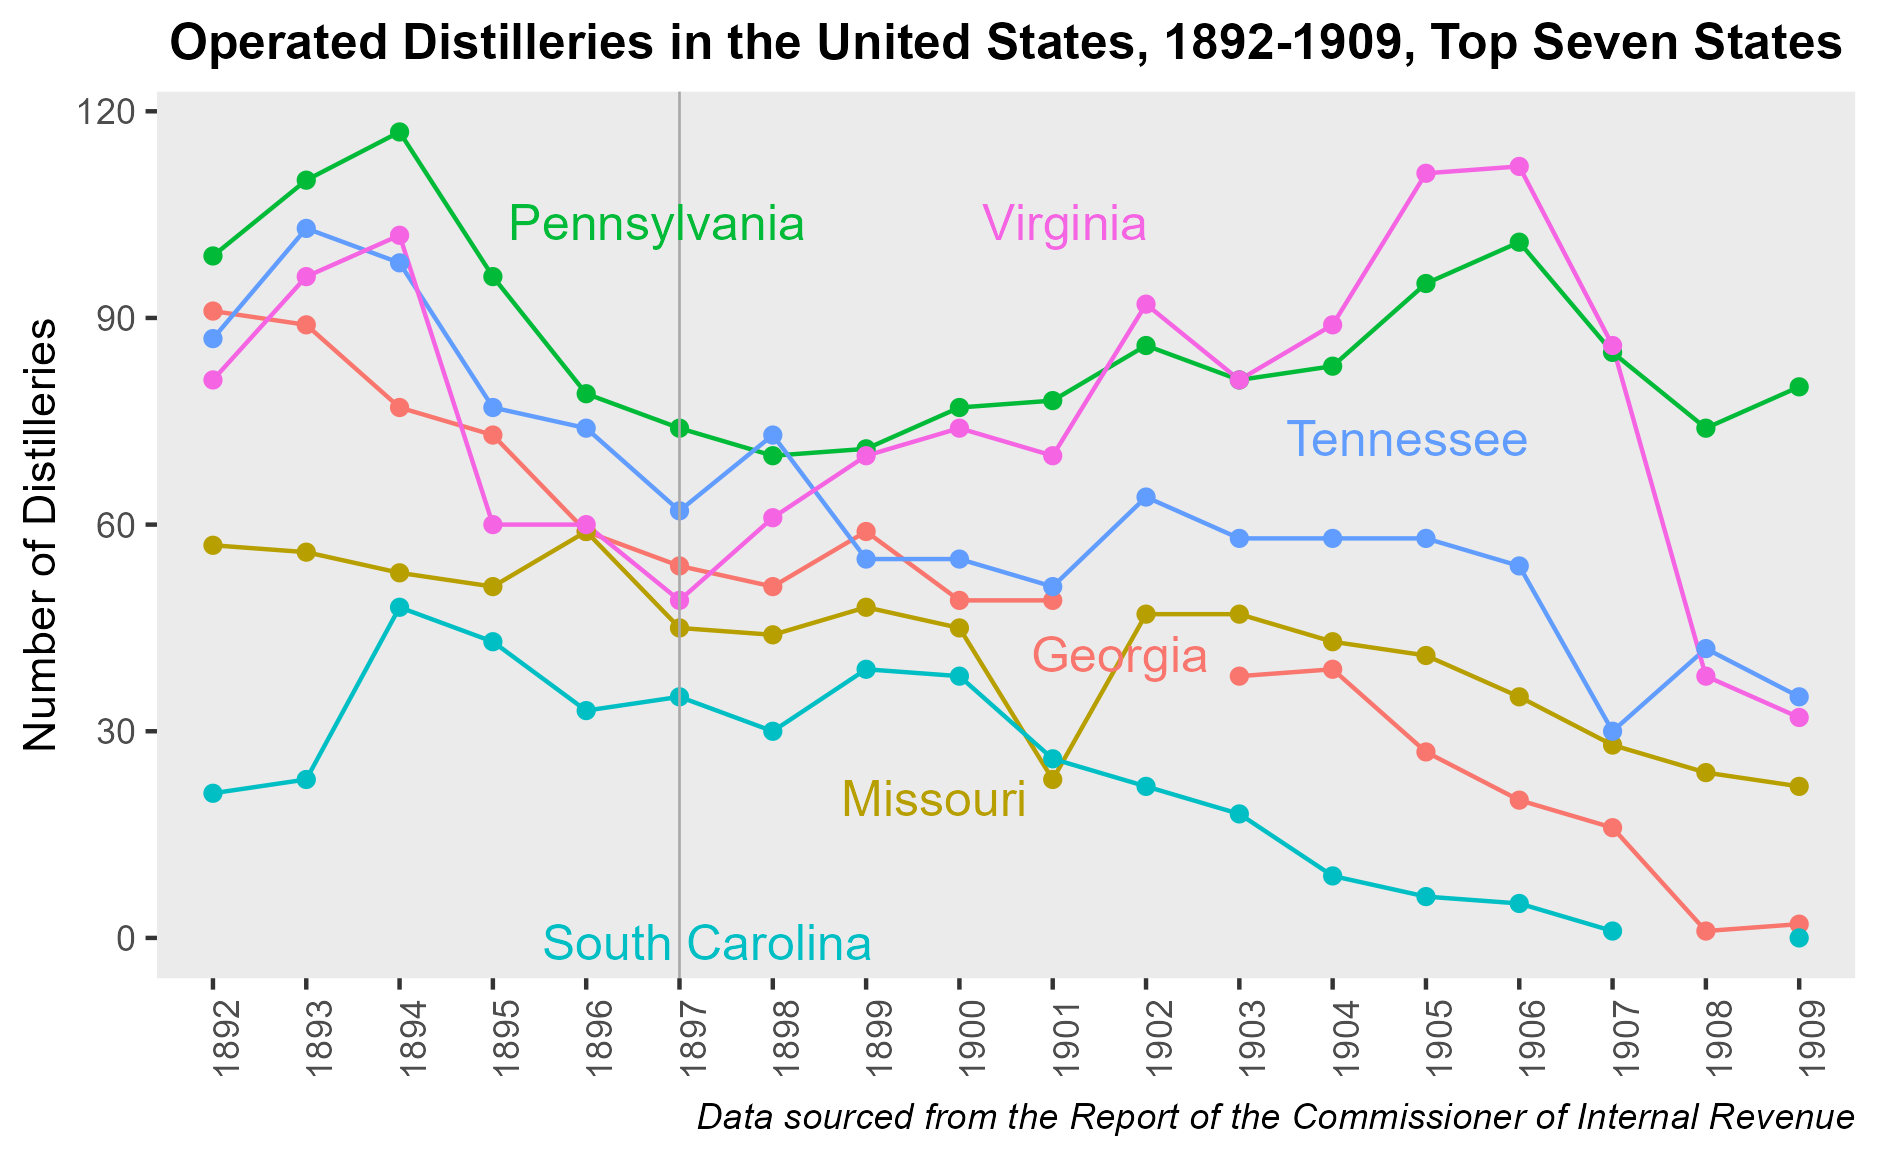 Operated Distilleries in the United States, 1892-1909, Top Seven States
Number of Distilleries
120
90
60
30
0
Pennsylvania
Virginia
Tennessee
Georgia
Missouri
South Carolina
1892
1893
1894
1895
1896
1897
1898
1899
1900
1901
1902
1903
1904
1905
1906
1907
1908
1909
Data sourced from the Report of the Commissioner of Internal Revenue